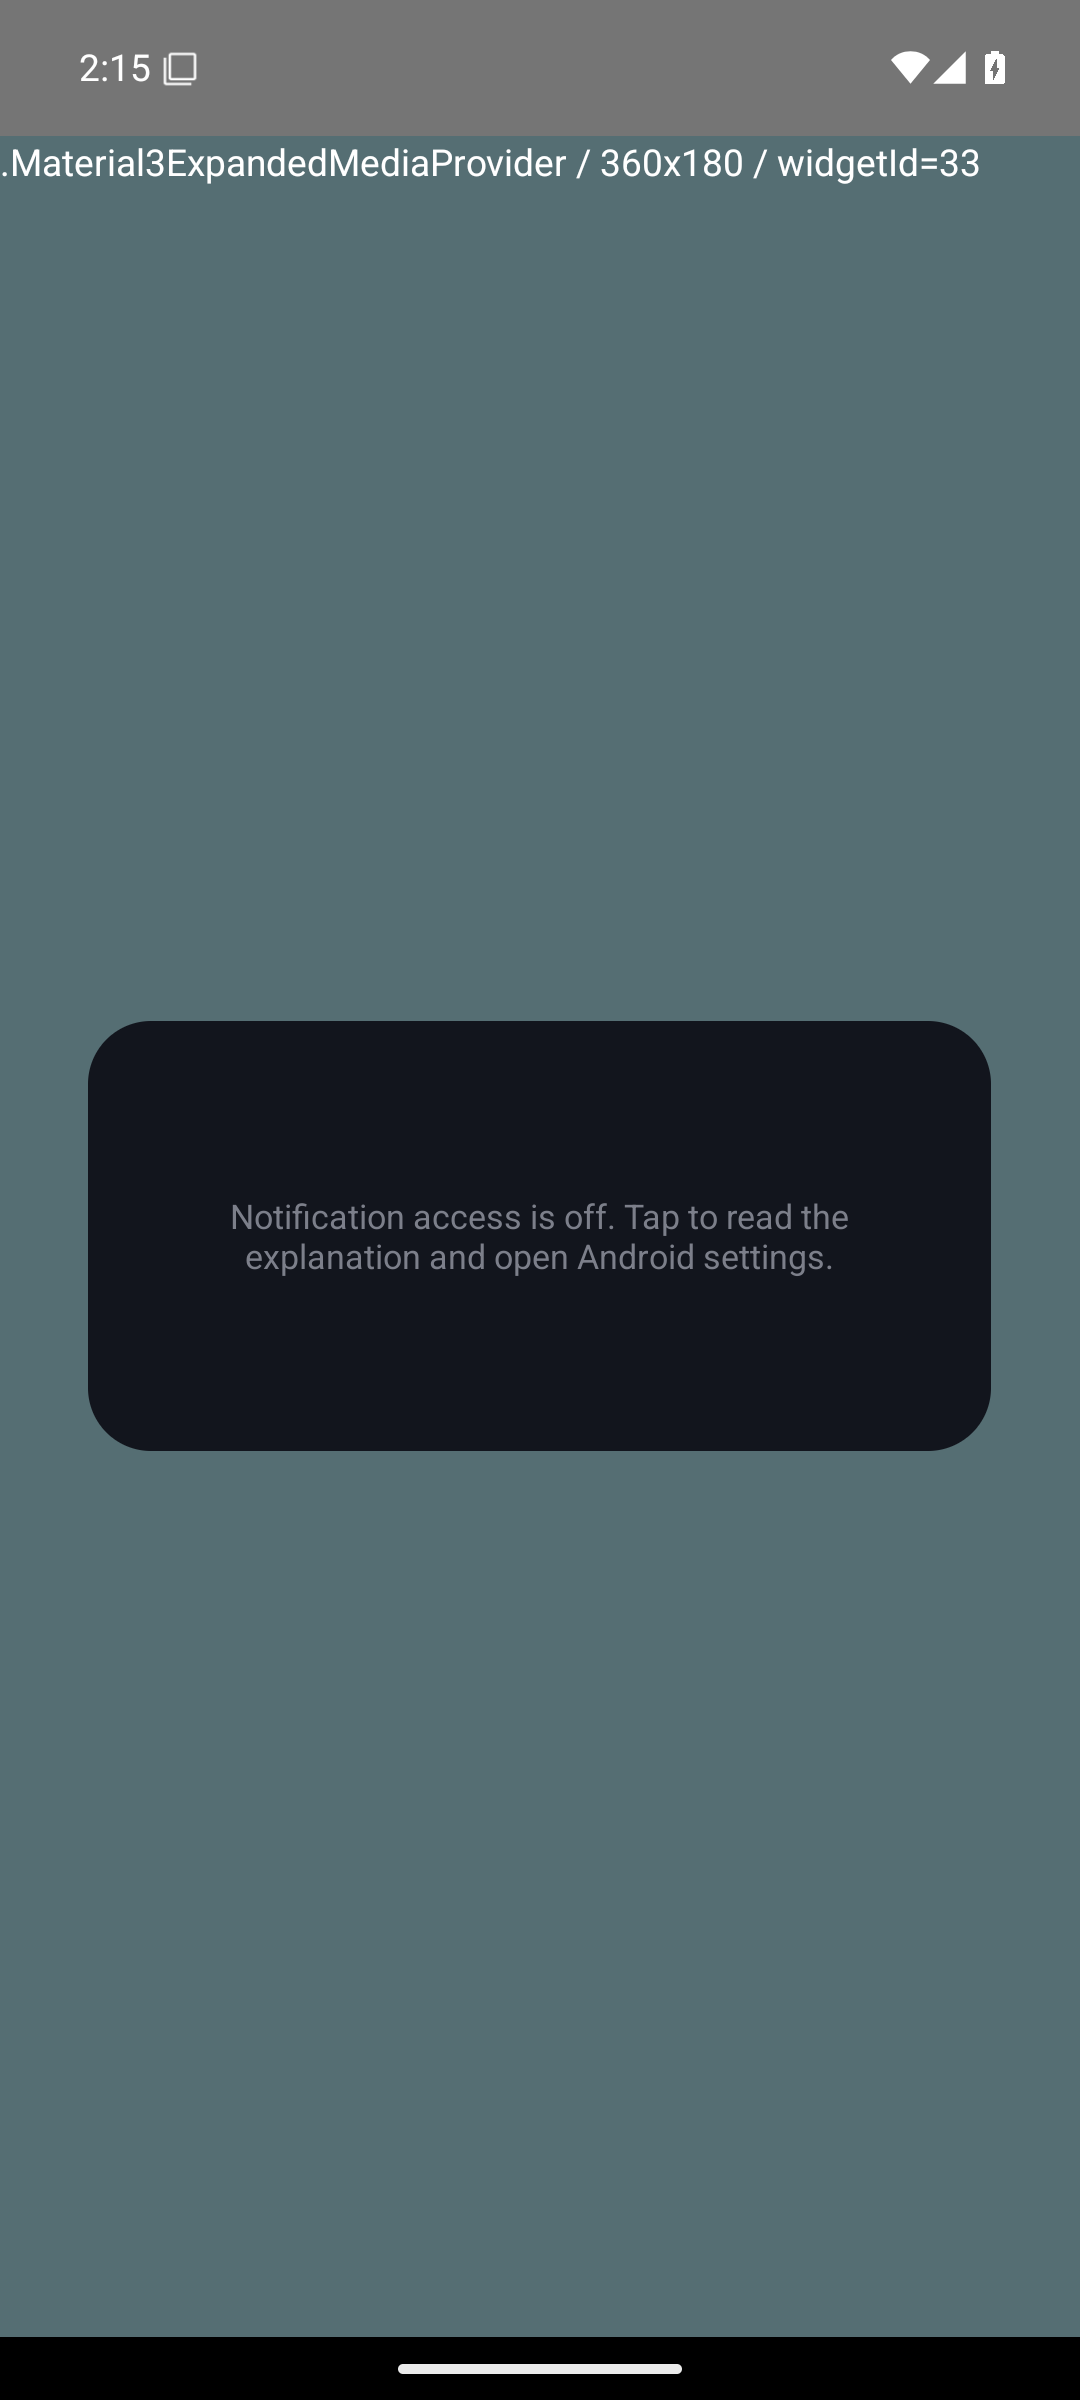 2:15
.Material3ExpandedMediaProvider / 360x180 / widgetId=33
Notification access is off. Tap to read the
explanation and open Android settings.